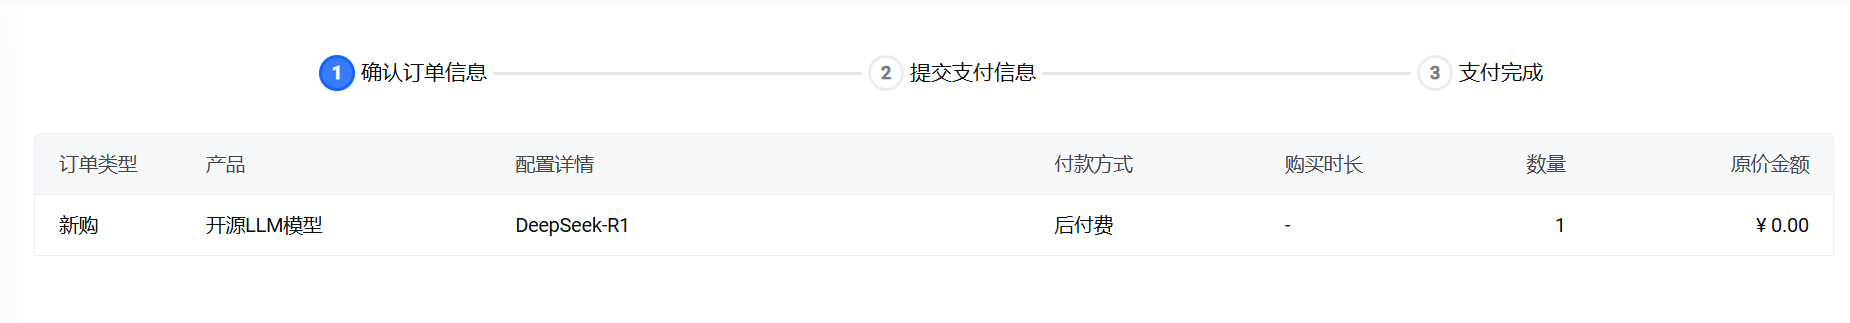 1 确认订单信息 2 提交支付信息 3 支付完成
订单类型 产品 配置详情 付款方式 购买时长 数量 原价金额
新购 开源LLM模型 DeepSeek-R1 后付费 - 1 ¥ 0.00